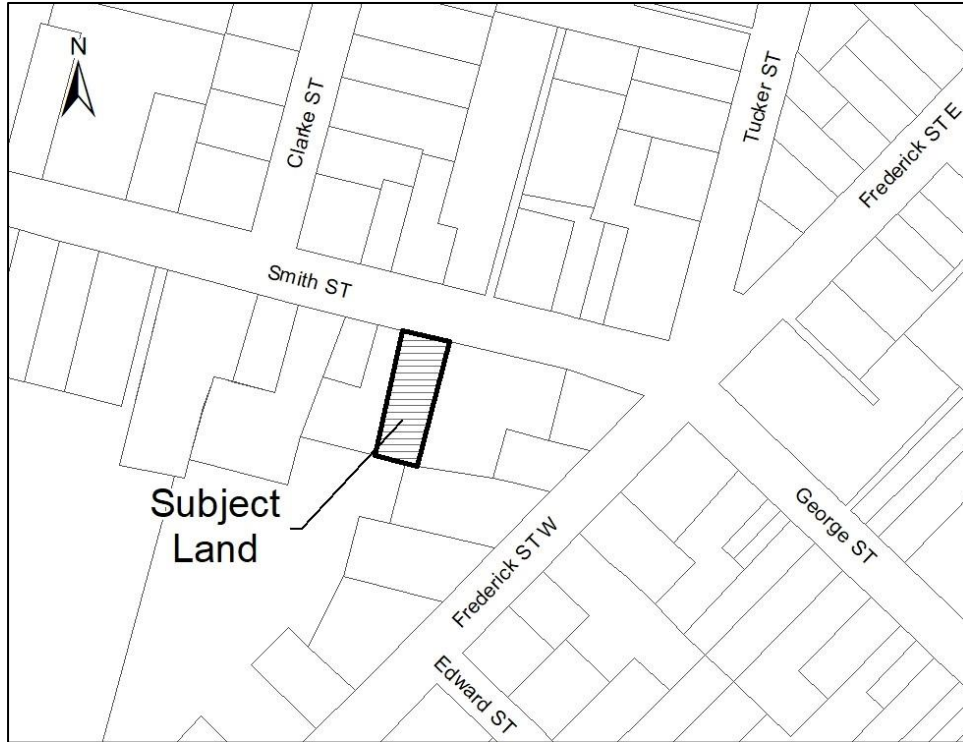 N
Clarke ST
Tucker ST
Frederick ST E
Smith ST
Subject
Land
George ST
Frederick ST W
Edward ST